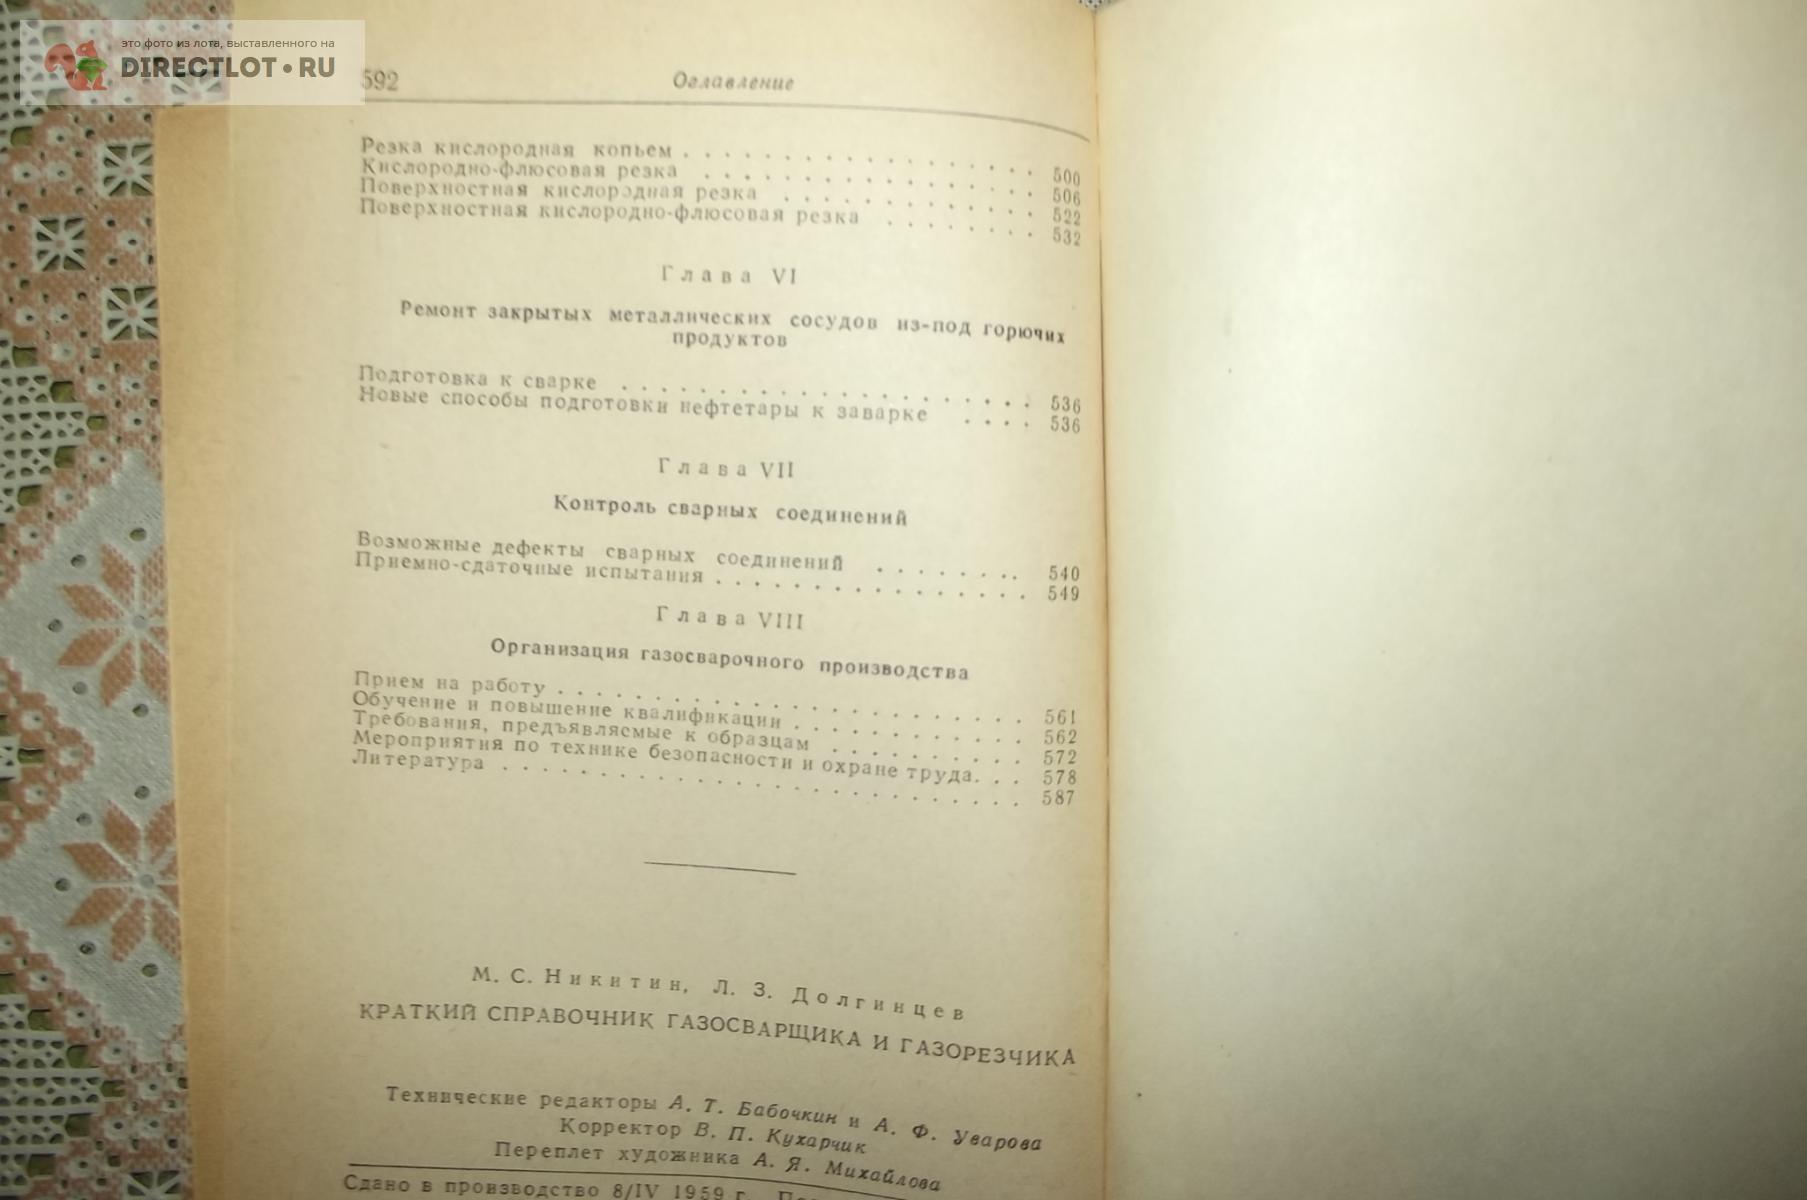 это фото из лота, выставленного на
DIRECTLOT•RU
592 Оглавление
Резка кислородная копьем . . . . . . . . . . . . . . . . . . 500
Кислородно-флюсовая резка . . . . . . . . . . . . . . . . . 506
Поверхностная кислородная резка . . . . . . . . . . . . . 522
Поверхностная кислородно-флюсовая резка . . . . . . . . 532
Глава VI
Ремонт закрытых металлических сосудов из-под горючих
продуктов
Подготовка к сварке . . . . . . . . . . . . . . . . . . . . . 536
Новые способы подготовки нефтетары к заварке . . . . 536
Глава VII
Контроль сварных соединений
Возможные дефекты сварных соединений . . . . . . . . 540
Приемно-сдаточные испытания . . . . . . . . . . . . . . . . 549
Глава VIII
Организация газосварочного производства
Прием на работу . . . . . . . . . . . . . . . . . . . . . . . . 561
Обучение и повышение квалификации . . . . . . . . . . . . 562
Требования, предъявляемые к образцам . . . . . . . . . . 572
Мероприятия по технике безопасности и охране труда. . . 578
Литература . . . . . . . . . . . . . . . . . . . . . . . . . . . 587
М. С. Никитин, Л. З. Долгинцев
КРАТКИЙ СПРАВОЧНИК ГАЗОСВАРЩИКА И ГАЗОРЕЗЧИКА
Технические редакторы А. Т. Бабочкин и А. Ф. Уварова
Корректор В. П. Кухарчик
Переплет художника А. Я. Михайлова
Сдано в производство 8/IV 1959 г.